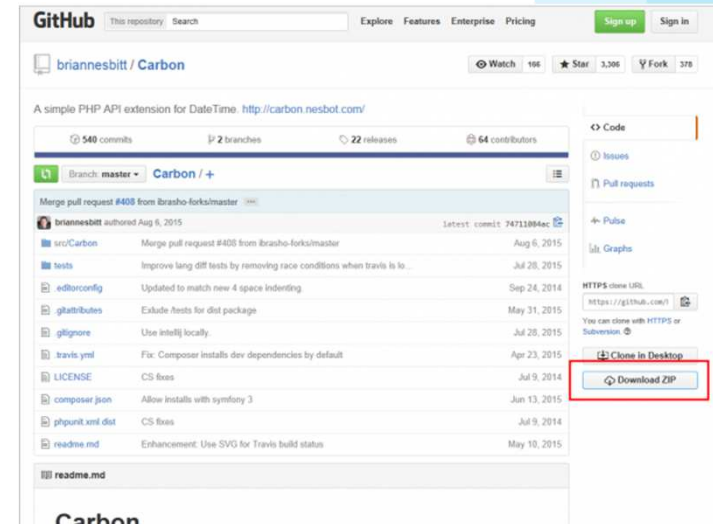 GitHub This repository Search Explore Features Enterprise Pricing Sign up Sign in
briannesbitt / Carbon Watch 166 Star 3,306 Fork 378
A simple PHP API extension for DateTime. http://carbon.nesbot.com/
540 commits 2 branches 22 releases 64 contributors
Branch: master Carbon / +
Merge pull request #408 from ibrasho-forks/master
briannesbitt authored Aug 6, 2015 latest commit 74711084ac
src/Carbon Merge pull request #408 from ibrasho-forks/master Aug 6, 2015
tests Improve lang diff tests by removing race conditions when travis is lo... Jul 28, 2015
.editorconfig Updated to match new 4 space indenting. Sep 24, 2014
.gitattributes Exlude /tests for dist package May 31, 2015
.gitignore Use intellij locally. Jul 28, 2015
.travis.yml Fix: Composer installs dev dependencies by default Apr 23, 2015
LICENSE CS fixes Jul 9, 2014
composer.json Allow installs with symfony 3 Jun 13, 2015
phpunit.xml.dist CS fixes Jul 9, 2014
readme.md Enhancement: Use SVG for Travis build status May 10, 2015
readme.md
Carbon
Code
Issues
Pull requests
Pulse
Graphs
HTTPS clone URL
https://github.com/
You can clone with HTTPS or
Subversion.
Clone in Desktop
Download ZIP